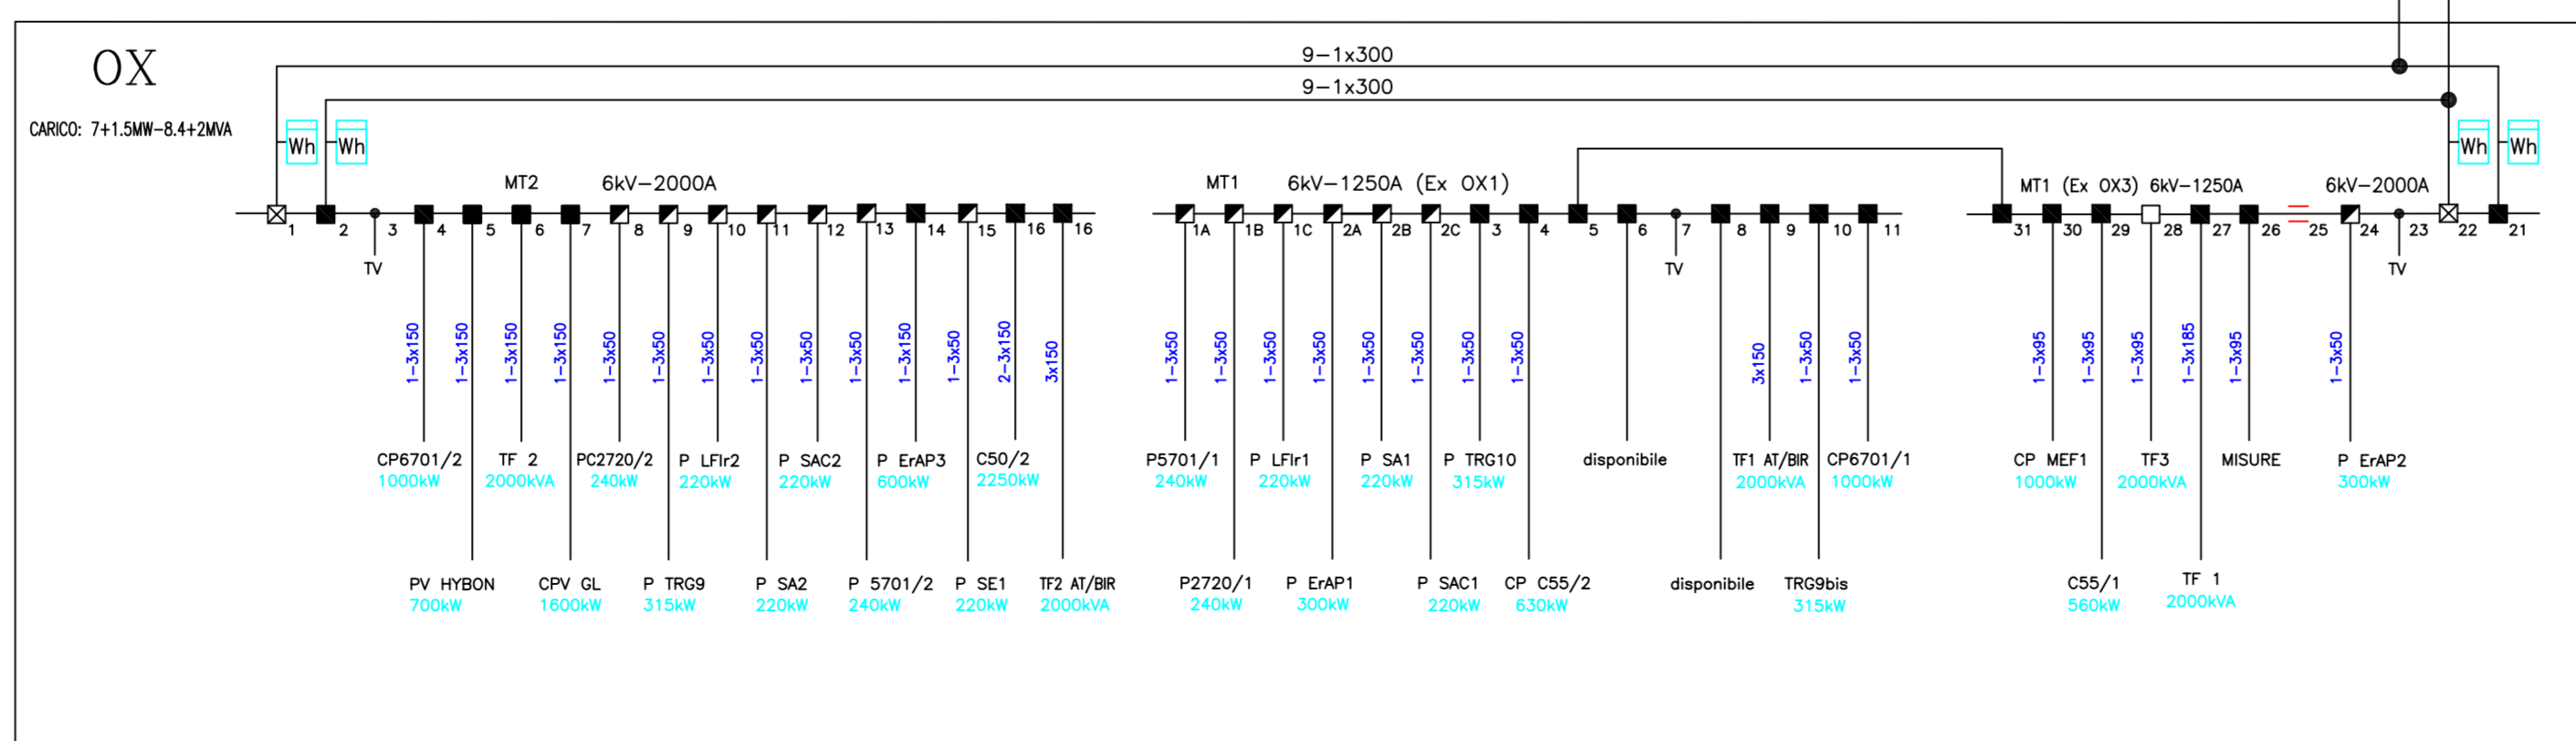 9-1x300
OX
9-1x300
CARICO: 7+1.5MW-8.4+2MVA
Wh Wh Wh Wh
MT2 6kV-2000A MT1 6kV-1250A (Ex OX1) MT1 (Ex OX3) 6kV-1250A 6kV-2000A
1 2 3 4 5 6 7 8 9 10 11 12 13 14 15 16 16 1A 1B 1C 2A 2B 2C 3 4 5 6 7 8 9 10 11 31 30 29 28 27 26 25 24 23 22 21
TV TV TV
1-3x150 1-3x150 1-3x150 1-3x150 1-3x50 1-3x50 1-3x50 1-3x50 1-3x50 1-3x50 1-3x150 1-3x50 2-3x150 3x150 1-3x50 1-3x50 1-3x50 1-3x50 1-3x50 1-3x50 1-3x50 1-3x50 3x150 1-3x50 1-3x50 1-3x95 1-3x95 1-3x95 1-3x185 1-3x95 1-3x50
CP6701/2 TF 2 PC2720/2 P LFIr2 P SAC2 P ErAP3 C50/2 P5701/1 P LFIr1 P SA1 P TRG10 disponibile TF1 AT/BIR CP6701/1 CP MEF1 TF3 MISURE P ErAP2
1000kW 2000kVA 240kW 220kW 220kW 600kW 2250kW 240kW 220kW 220kW 315kW 2000kVA 1000kW 1000kW 2000kVA 300kW
PV HYBON CPV GL P TRG9 P SA2 P 5701/2 P SE1 TF2 AT/BIR P2720/1 P ErAP1 P SAC1 CP C55/2 disponibile TRG9bis C55/1 TF 1
700kW 1600kW 315kW 220kW 240kW 220kW 2000kVA 240kW 300kW 220kW 630kW 315kW 560kW 2000kVA